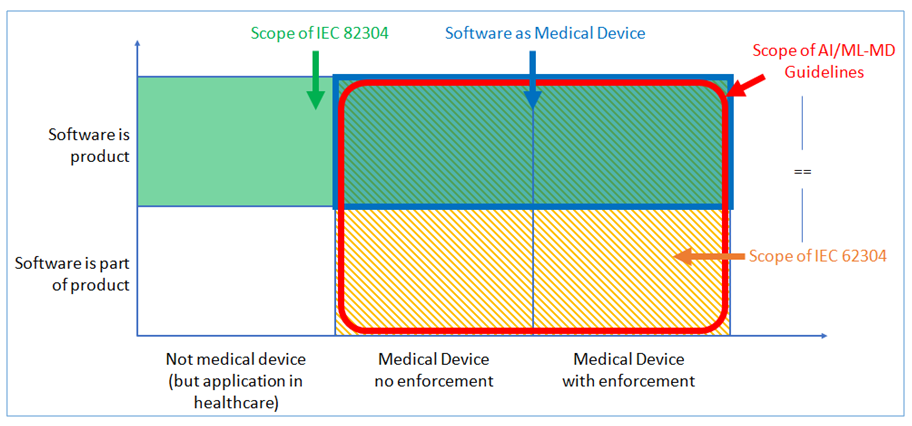 Scope of IEC 82304
Software as Medical Device
Scope of AI/ML-MD
Guidelines
Software is
product
==
Software is part
of product
Scope of IEC 62304
Not medical device
(but application in
healthcare)
Medical Device
no enforcement
Medical Device
with enforcement